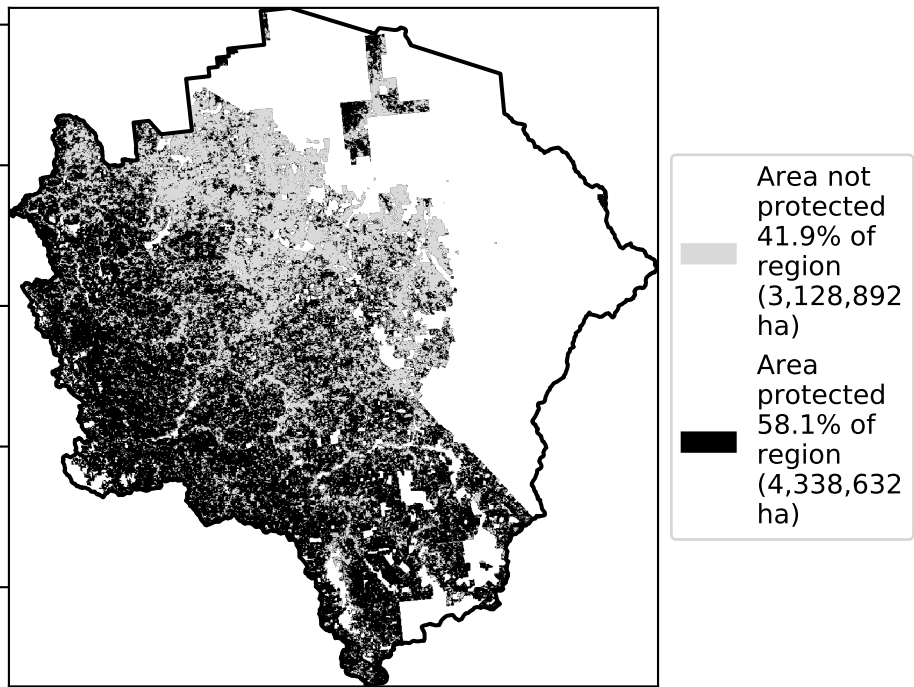 Area not
protected
41.9% of
region
(3,128,892
ha)
Area
protected
58.1% of
region
(4,338,632
ha)